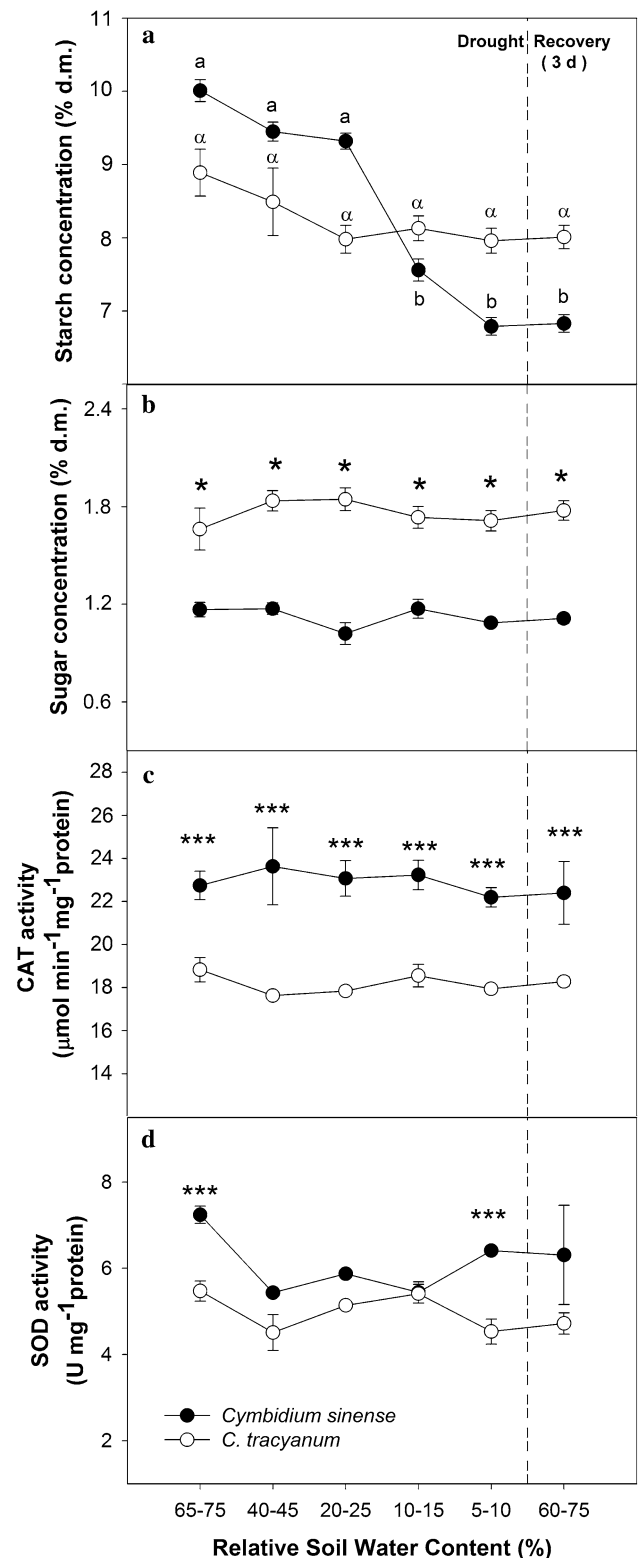 11
a
Drought
Recovery
( 3 d )
a
10
a
a
α
α
9
α
α
α
α
8
b
b
b
7
Starch concentration (% d.m.)
b
2.4
* * * * * *
1.8
1.2
0.6
Sugar concentration (% d.m.)
c
28
26
***
***
***
***
***
***
24
22
20
18
16
14
CAT activity
(μmol min⁻¹mg⁻¹protein)
d
8
***
***
6
4
2
SOD activity
(U mg⁻¹protein)
Cymbidium sinense
C. tracyanum
65-75 40-45 20-25 10-15 5-10 60-75
Relative Soil Water Content (%)